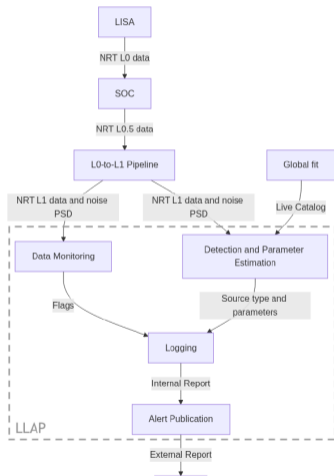 LISA
NRT L0 data
SOC
NRT L0.5 data
L0-to-L1 Pipeline
Global fit
NRT L1 data and noise
PSD
NRT L1 data and noise
PSD
Live Catalog
Data Monitoring
Detection and Parameter
Estimation
Flags
Source type and
parameters
Logging
Internal Report
Alert Publication
LLAP
External Report